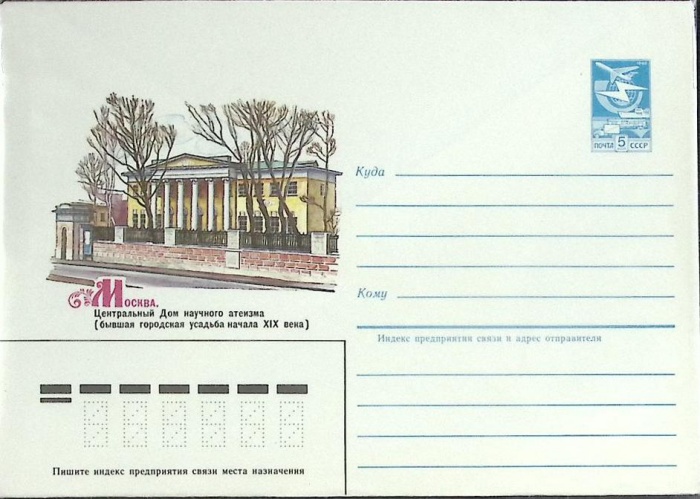 ПОЧТА 5 СССР
Куда
Кому
Индекс предприятия связи и адрес отправителя
Москва.
Центральный Дом научного атеизма
(бывшая городская усадьба начала XIX века)
Пишите индекс предприятия связи места назначения